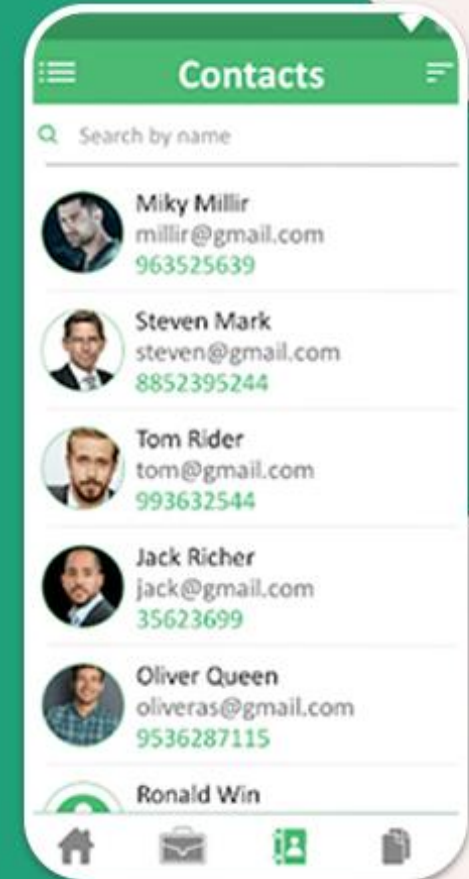 Contacts
Search by name
Miky Millir
millir@gmail.com
963525639
Steven Mark
steven@gmail.com
8852395244
Tom Rider
tom@gmail.com
993632544
Jack Richer
jack@gmail.com
35623699
Oliver Queen
oliveras@gmail.com
9536287115
Ronald Win